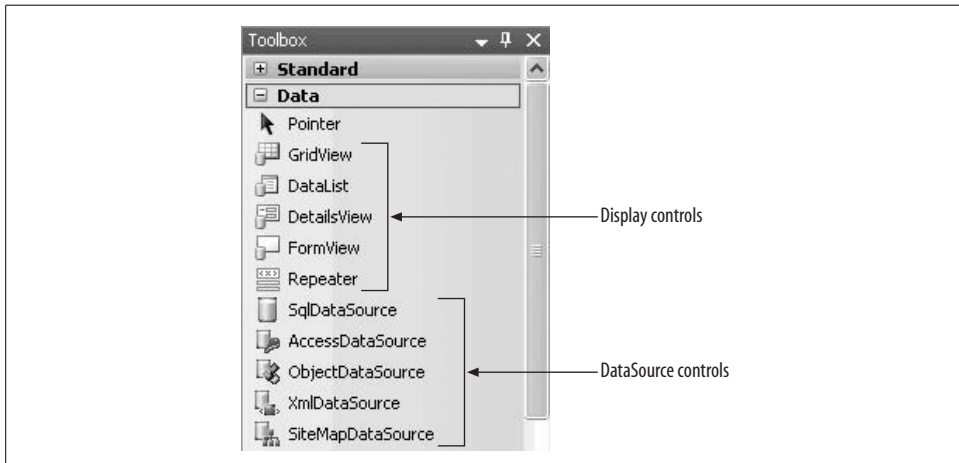 Toolbox
Standard
Data
Pointer
GridView
DataList
DetailsView
Display controls
FormView
Repeater
SqlDataSource
AccessDataSource
ObjectDataSource
DataSource controls
XmlDataSource
SiteMapDataSource